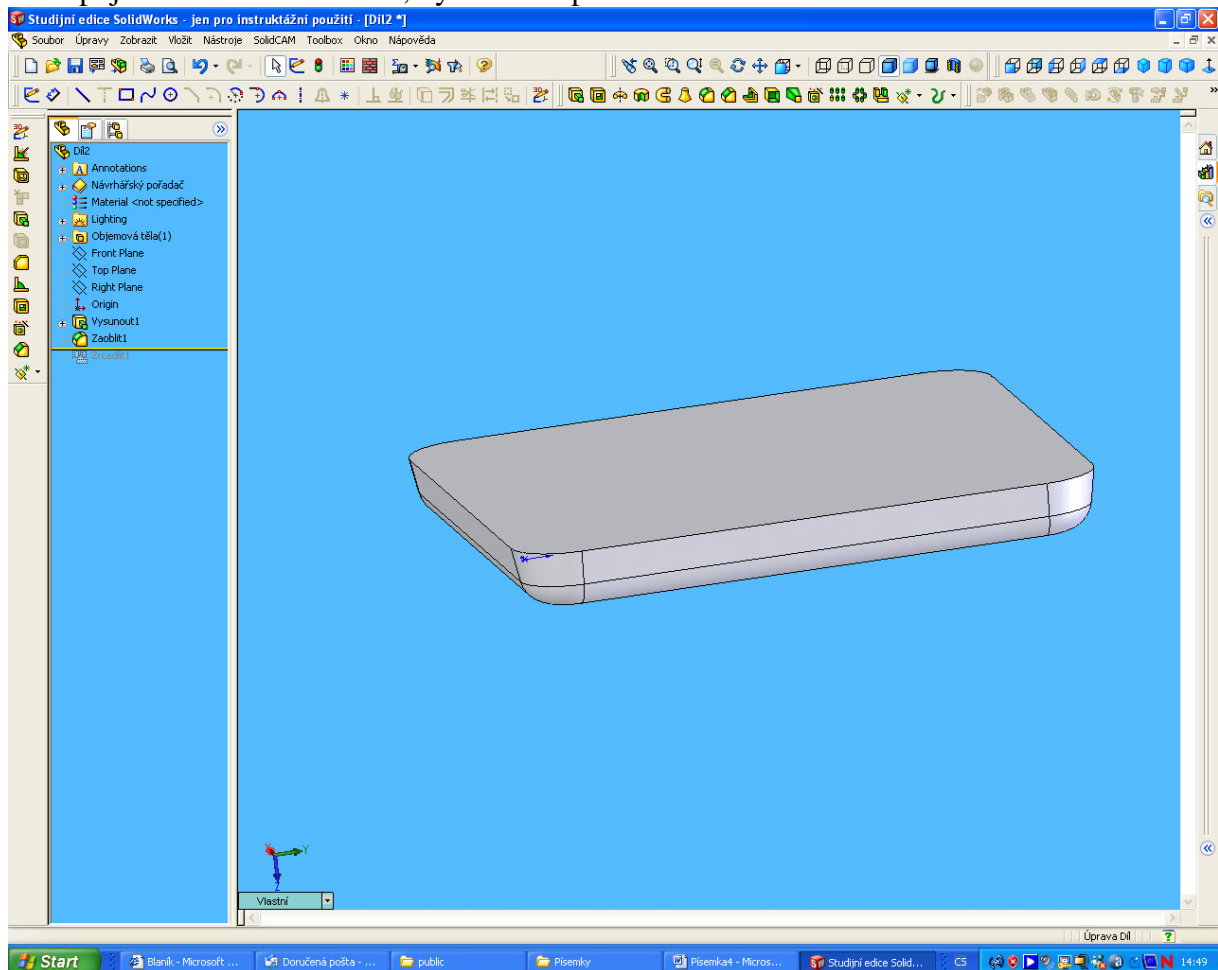 Studijní edice SolidWorks - jen pro instruktážní použití - [Díl2 *]
Soubor Úpravy Zobrazit Vložit Nástroje SolidCAM Toolbox Okno Nápověda
Díl2
Annotations
Návrhářský pořadač
Material <not specified>
Lighting
Objemová těla(1)
Front Plane
Top Plane
Right Plane
Origin
Vysunout1
Zaoblit1
Zrcadlit1
X
Y
Z
Vlastní
Úprava Díl
Start Blaník - Microsoft ... Doručená pošta - ... public Písemky Písemka4 - Micros... Studijní edice Solid... CS 14:49